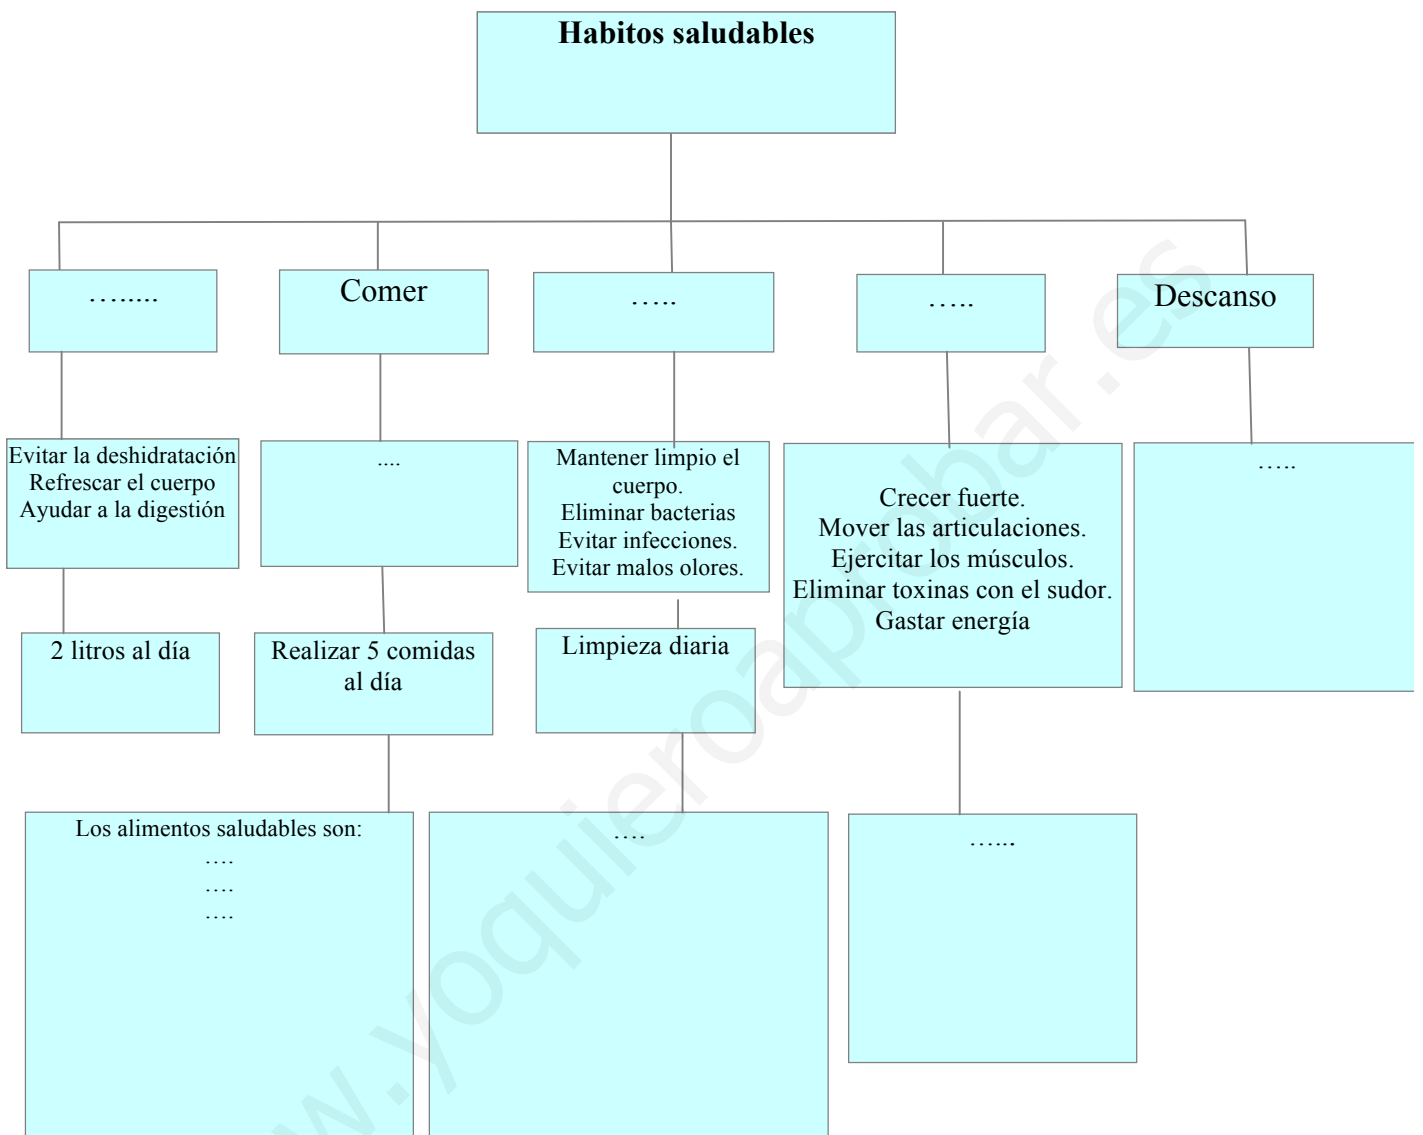 Habitos saludables
….....
Comer
…..
…..
Descanso
Evitar la deshidratación
Refrescar el cuerpo
Ayudar a la digestión
....
Mantener limpio el
cuerpo.
Eliminar bacterias
Evitar infecciones.
Evitar malos olores.
Crecer fuerte.
Mover las articulaciones.
Ejercitar los músculos.
Eliminar toxinas con el sudor.
Gastar energía
…..
2 litros al día
Realizar 5 comidas
al día
Limpieza diaria
Los alimentos saludables son:
….
….
….
….
…...
w.yoquieroaprobar.es